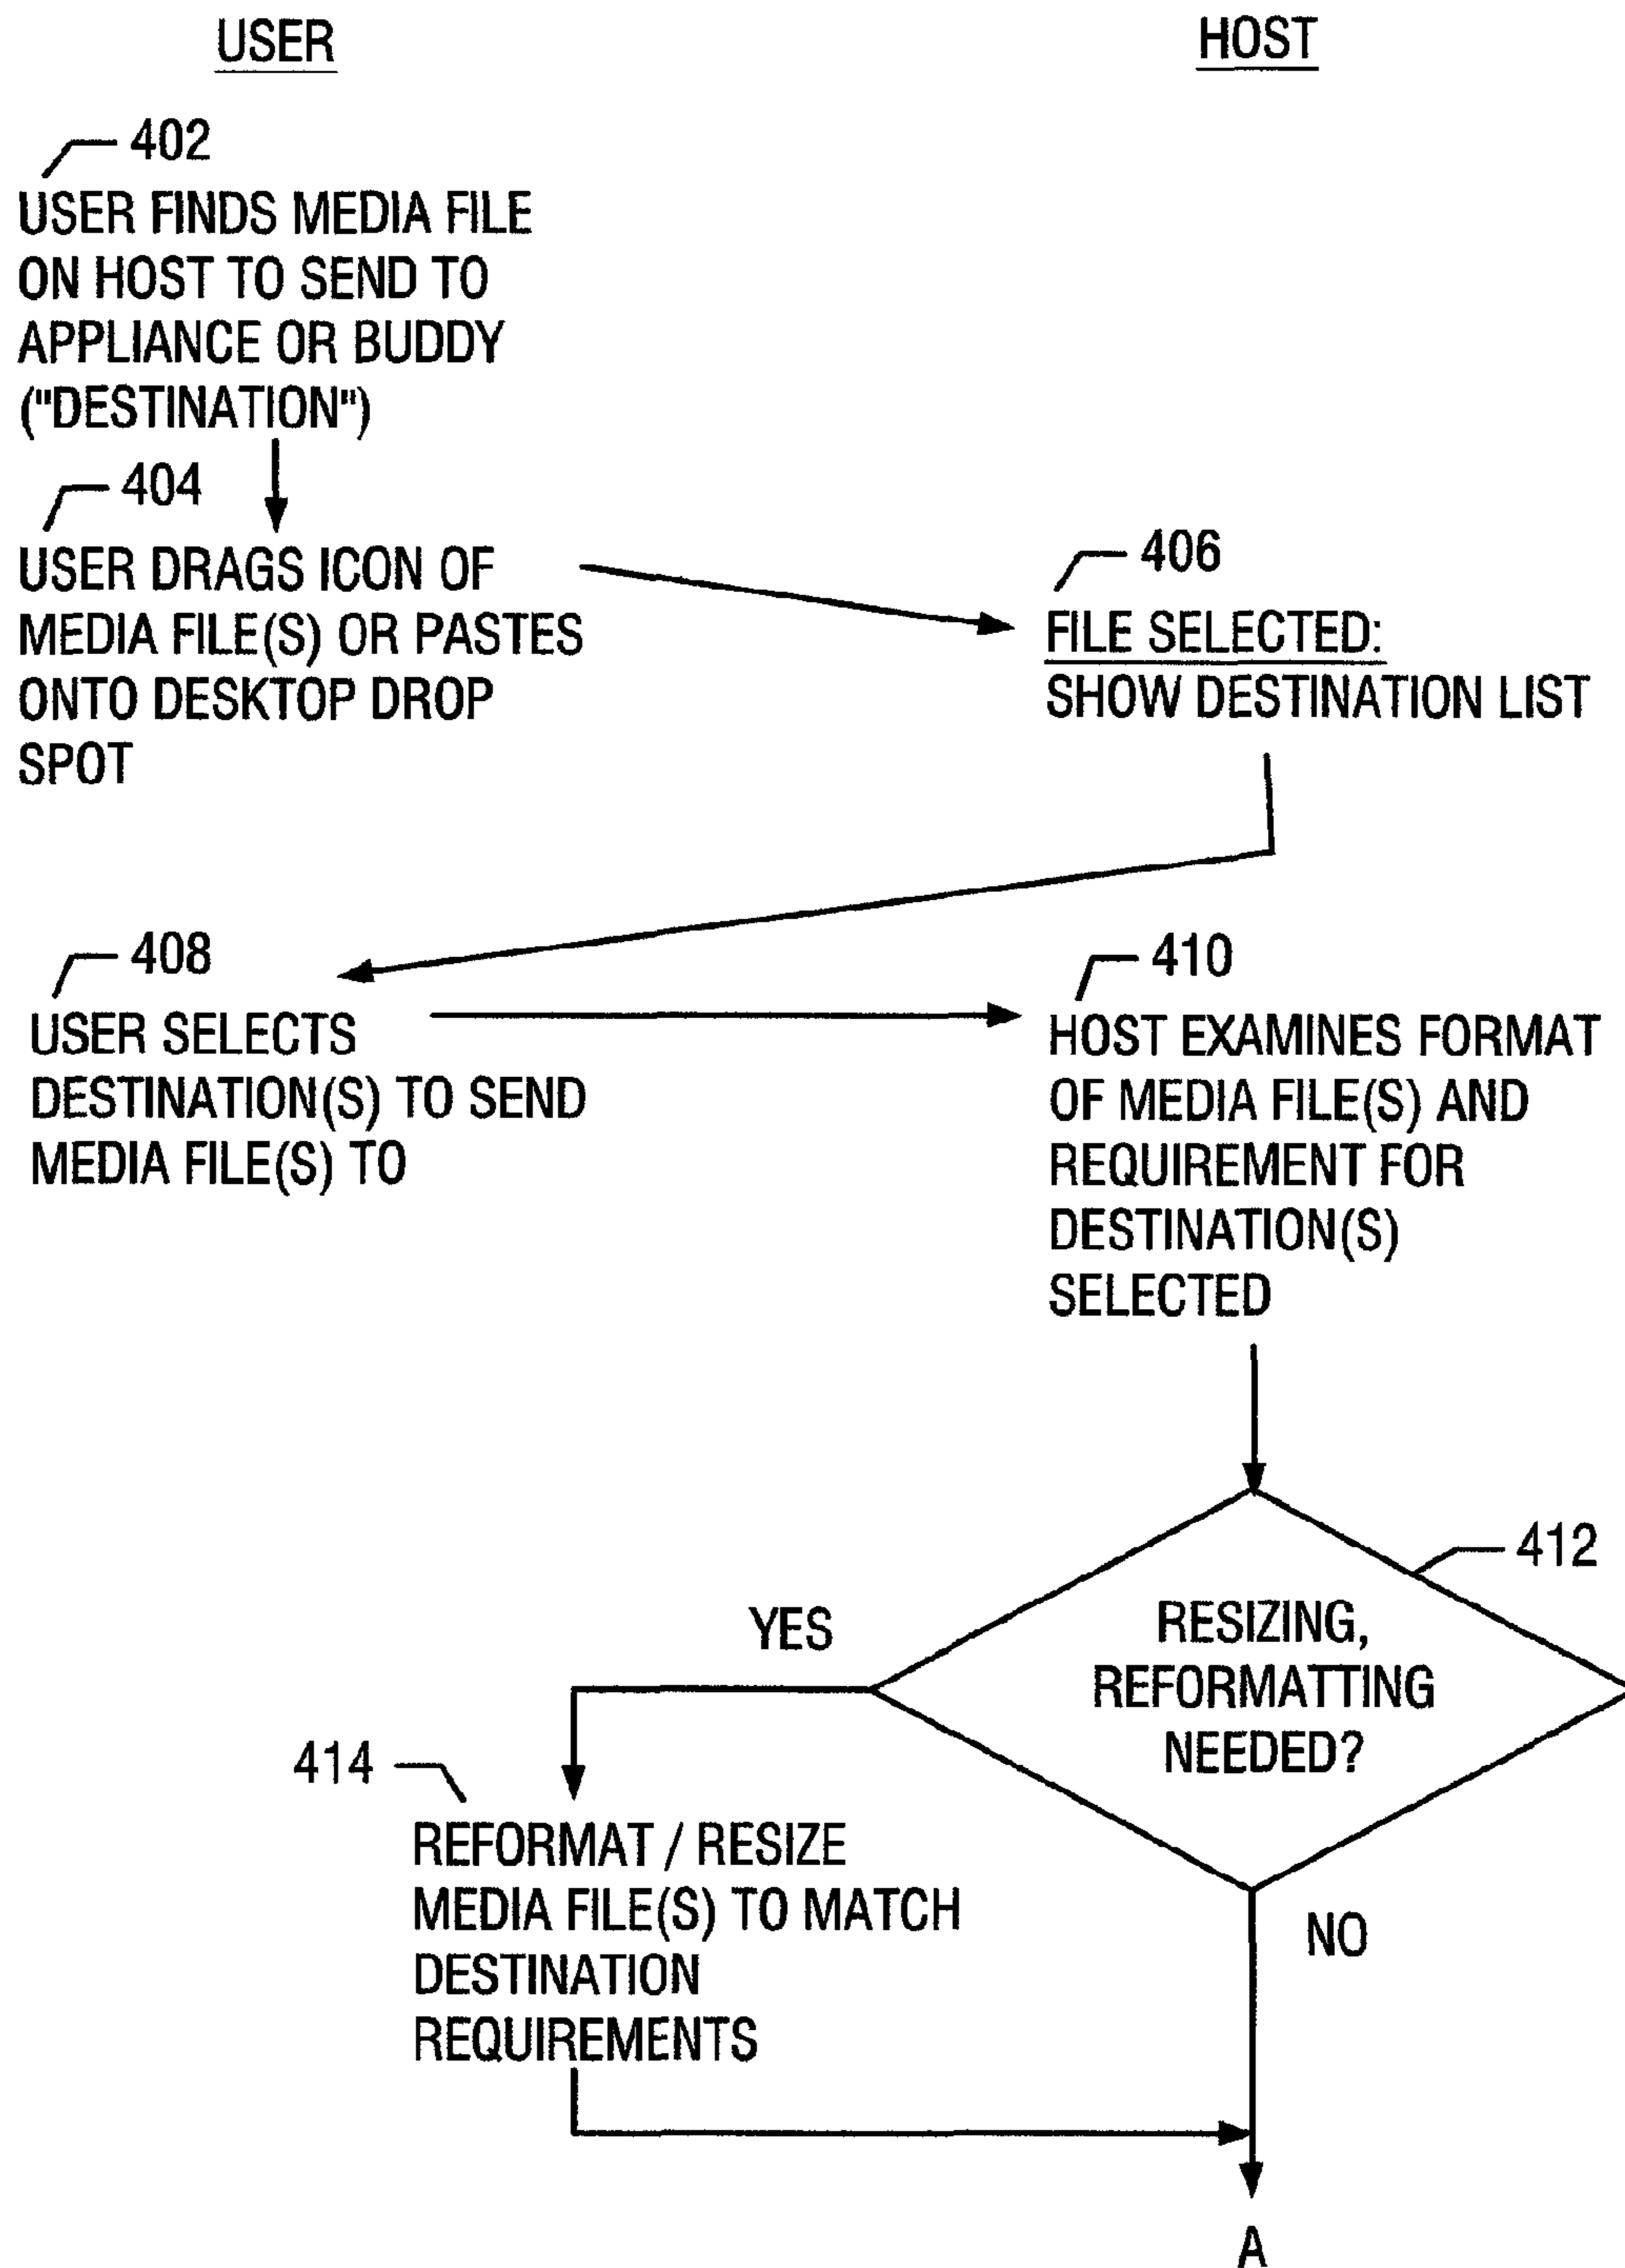 USER
HOST
402
USER FINDS MEDIA FILE
ON HOST TO SEND TO
APPLIANCE OR BUDDY
("DESTINATION")
404
USER DRAGS ICON OF
MEDIA FILE(S) OR PASTES
ONTO DESKTOP DROP
SPOT
406
FILE SELECTED:
SHOW DESTINATION LIST
408
USER SELECTS
DESTINATION(S) TO SEND
MEDIA FILE(S) TO
410
HOST EXAMINES FORMAT
OF MEDIA FILE(S) AND
REQUIREMENT FOR
DESTINATION(S)
SELECTED
412
RESIZING,
REFORMATTING
NEEDED?
YES
414
REFORMAT / RESIZE
MEDIA FILE(S) TO MATCH
DESTINATION
REQUIREMENTS
NO
A